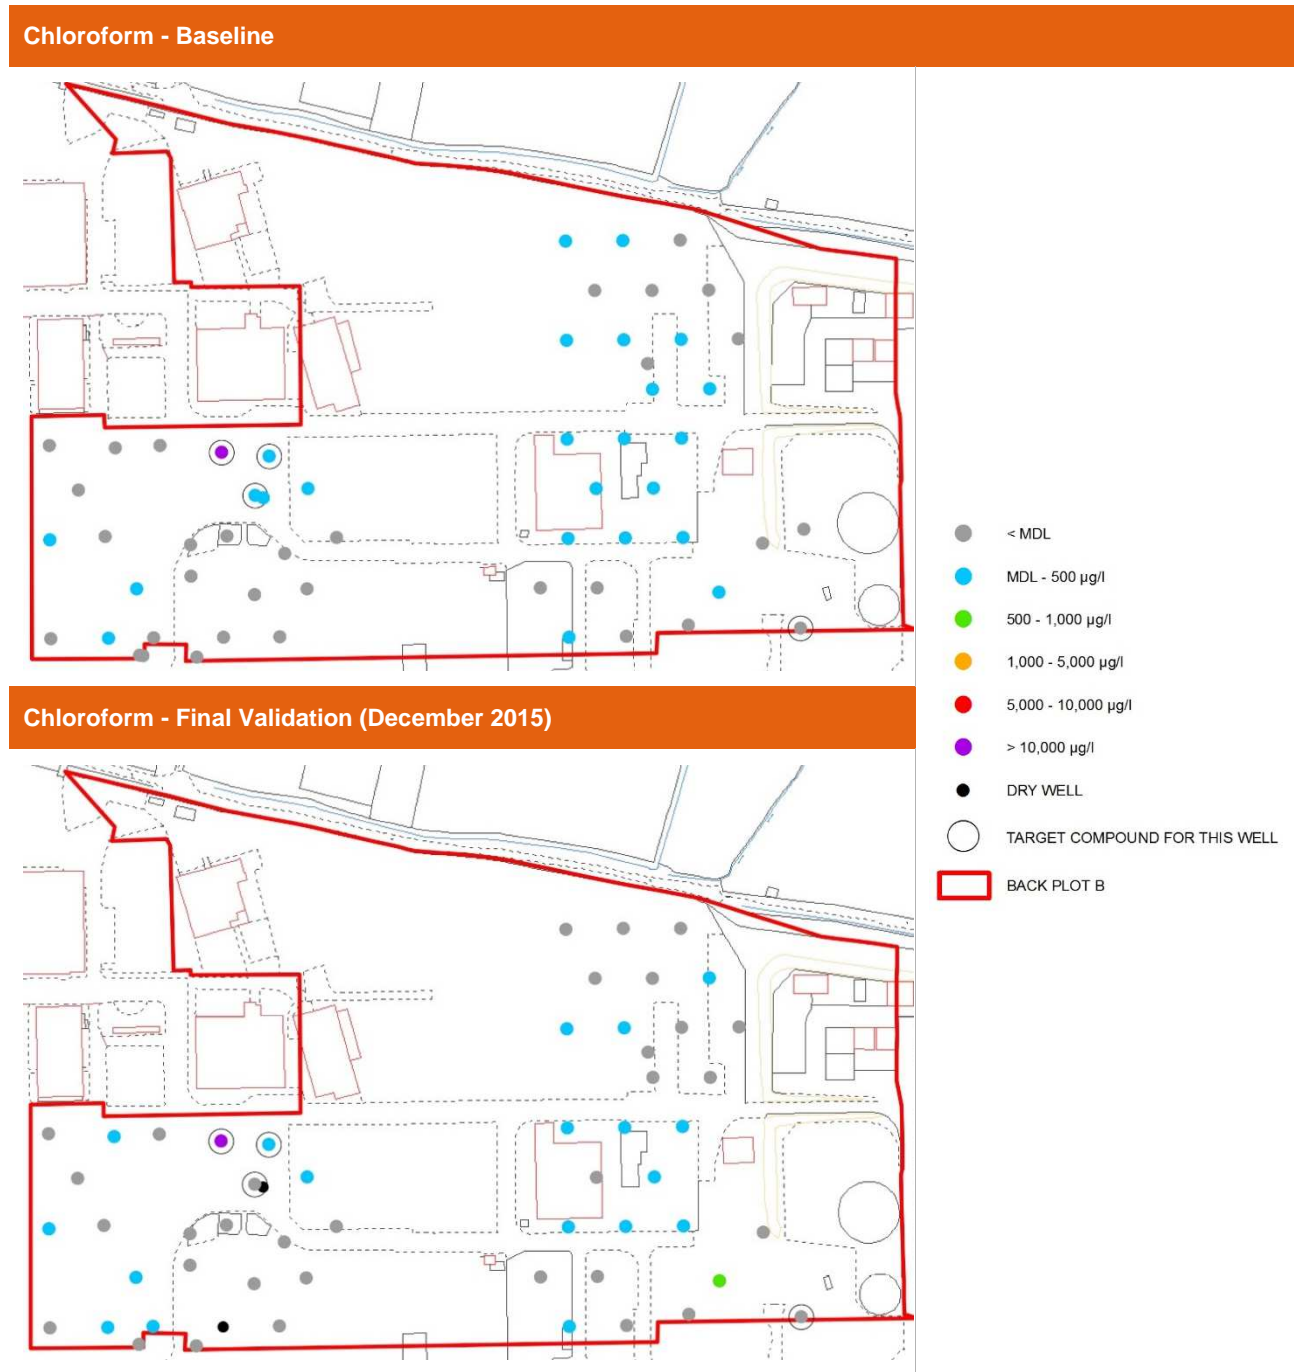 Chloroform - Baseline
< MDL
MDL - 500 µg/l
500 - 1,000 µg/l
1,000 - 5,000 µg/l
5,000 - 10,000 µg/l
> 10,000 µg/l
DRY WELL
TARGET COMPOUND FOR THIS WELL
BACK PLOT B
Chloroform - Final Validation (December 2015)